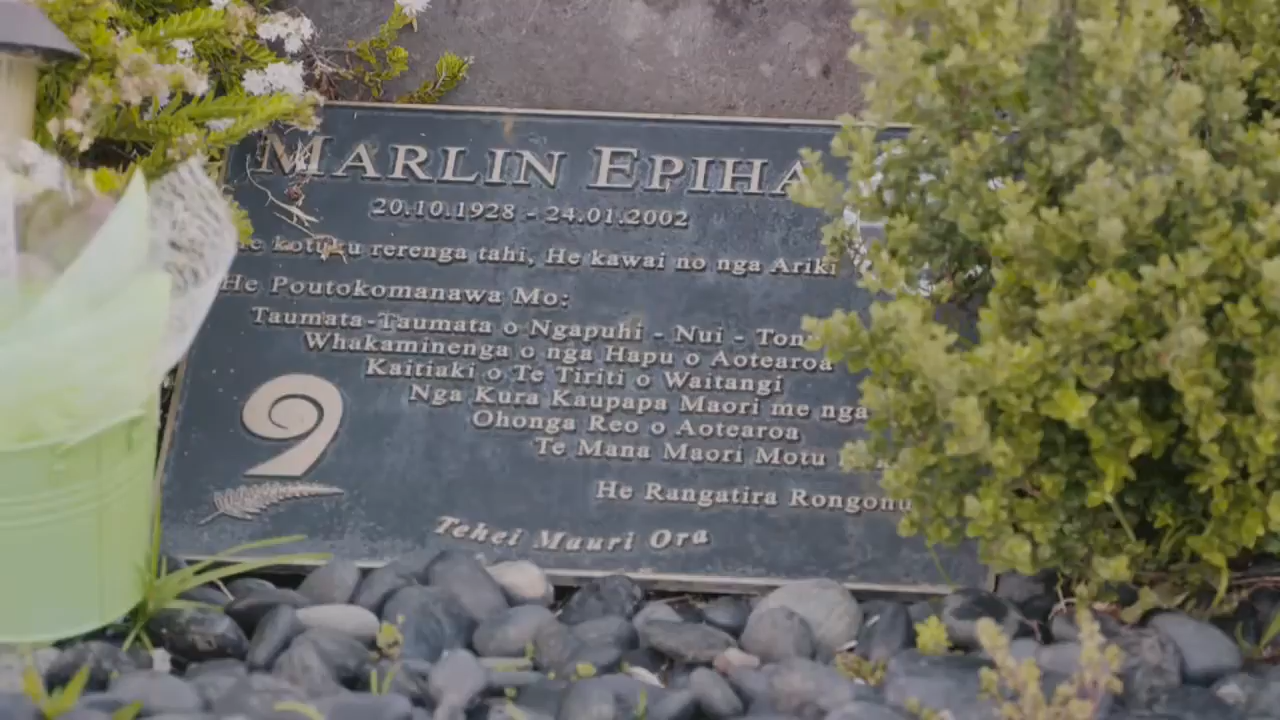 MARLIN EPIHA
20.10.1928 - 24.01.2002
kotuku rerenga tahi, He kawai no nga Ariki
He Poutokomanawa Mo:
Taumata-Taumata o Ngapuhi - Nui -
Whakaminenga o nga Hapu o Aotearoa
Kaitiaki o Te Tiriti o Waitangi
Nga Kura Kaupapa Maori me nga
Ohonga Reo o Aotearoa
Te Mana Maori Motu
He Rangatira
Tehei Mauri Ora